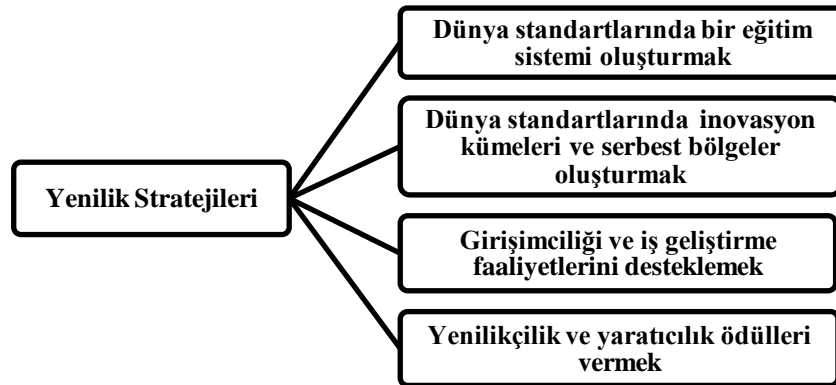 Yenilik Stratejileri
Dünya standartlarında bir eğitim
sistemi oluşturmak
Dünya standartlarında inovasyon
kümeleri ve serbest bölgeler
oluşturmak
Girişimciliği ve iş geliştirme
faaliyetlerini desteklemek
Yenilikçilik ve yaratıcılık ödülleri
vermek